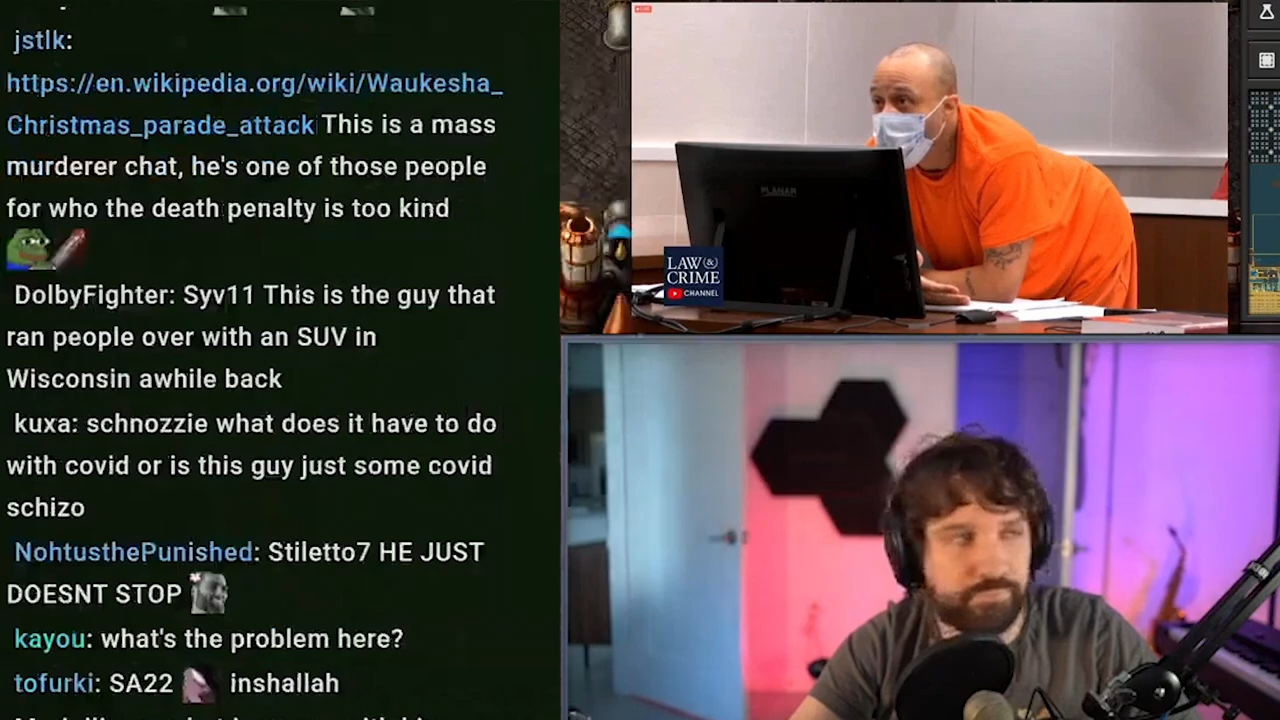 jstlk:
https://en.wikipedia.org/wiki/Waukesha_
Christmas_parade_attack This is a mass
murderer chat, he's one of those people
for who the death penalty is too kind
DolbyFighter: Syv11 This is the guy that
ran people over with an SUV in
Wisconsin awhile back
kuxa: schnozzie what does it have to do
with covid or is this guy just some covid
schizo
NohtusthePunished: Stiletto7 HE JUST
DOESNT STOP
kayou: what's the problem here?
tofurki: SA22 inshallah
PLANAR
LAW &
CRIME
CHANNEL